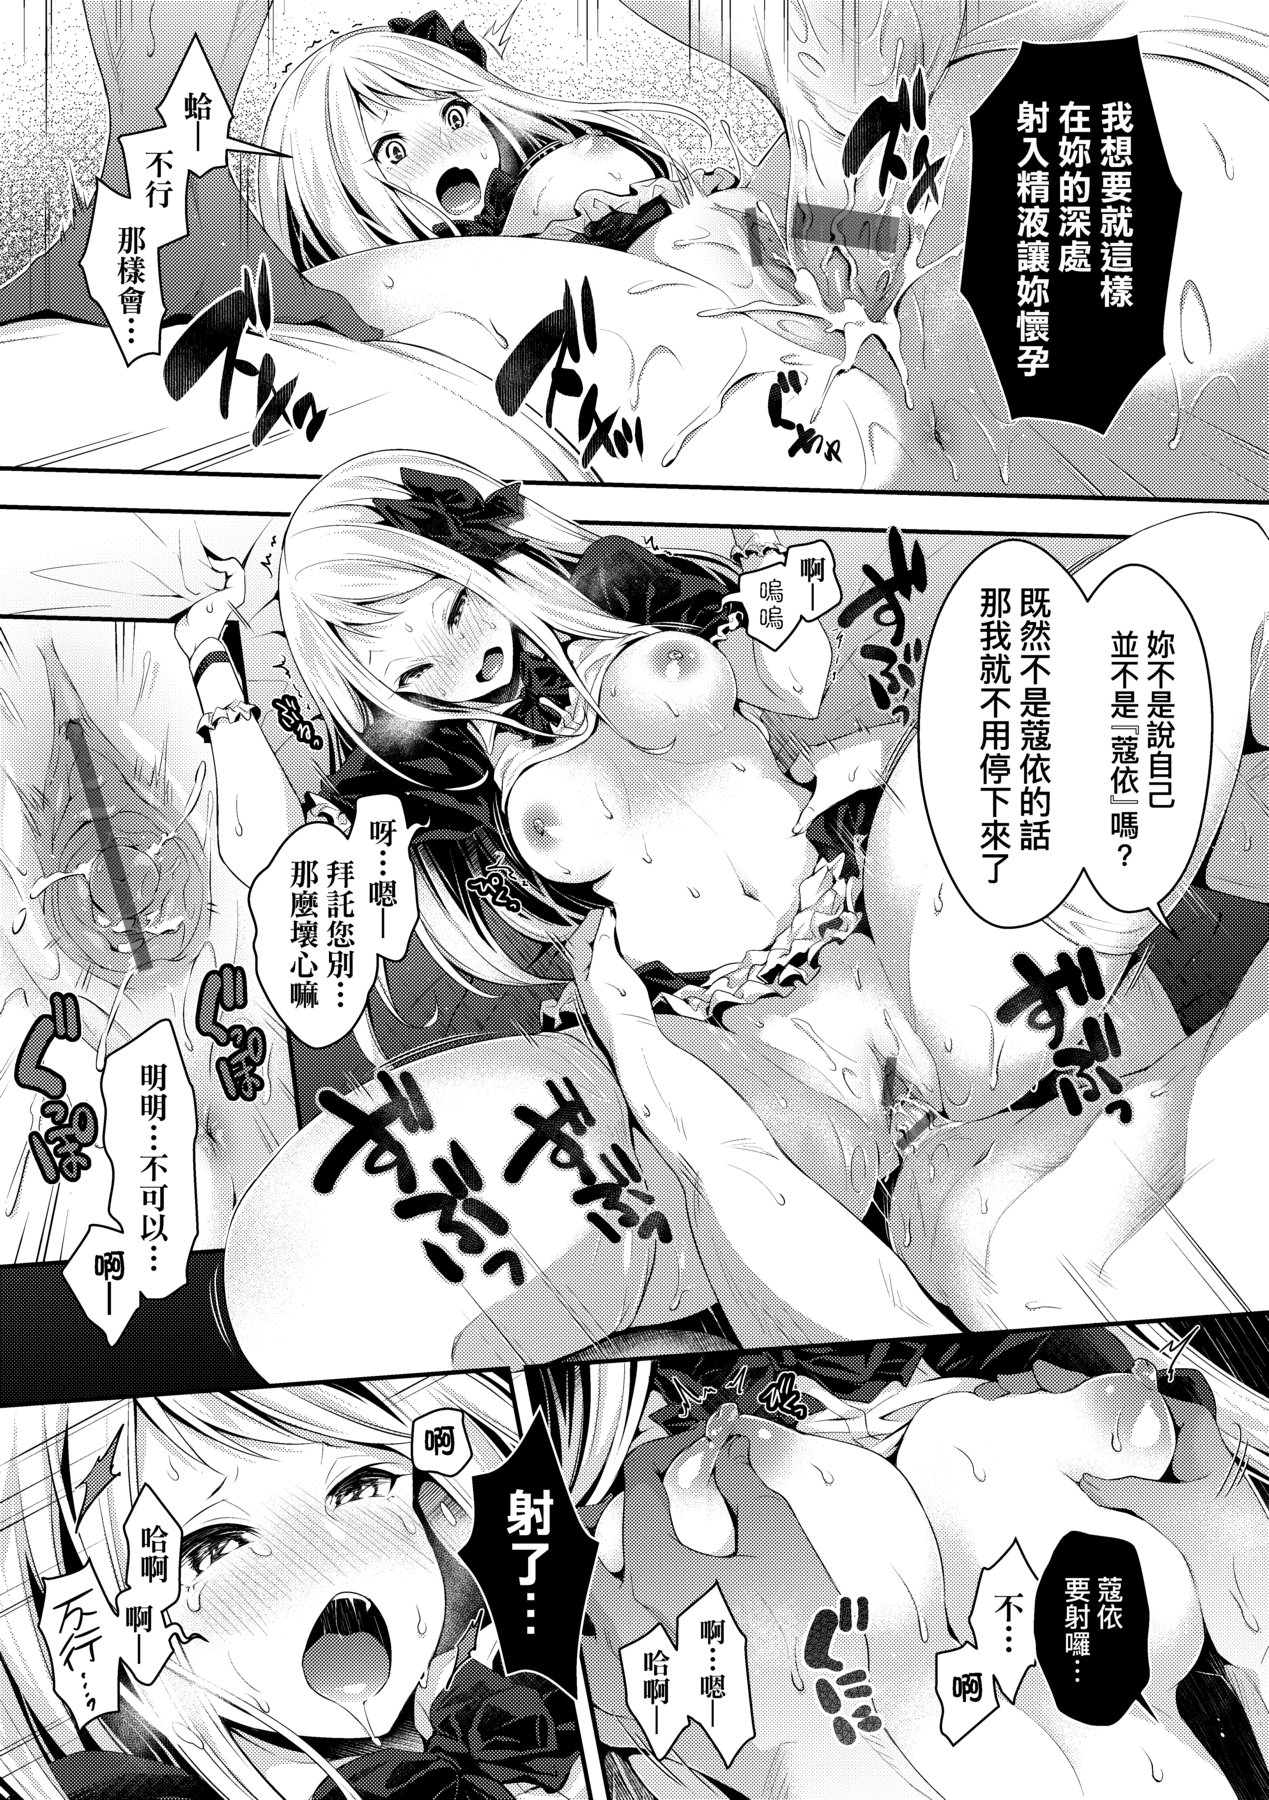 我想要就這樣
在妳的深處
射入精液讓妳懷孕
蛤—
不行
那樣會…
妳不是說自己
並不是『蔻依』嗎？
既然不是蔻依的話
那我就不用停下來了
啊—
嗚嗚
呀…嗯—
拜託您別…
那麼壞心嘛
明明…不可以…
啊—
蔻依
要射囉…
不…
啊
啊…嗯—
哈啊—
射了…
啊
哈啊
啊—
不行…